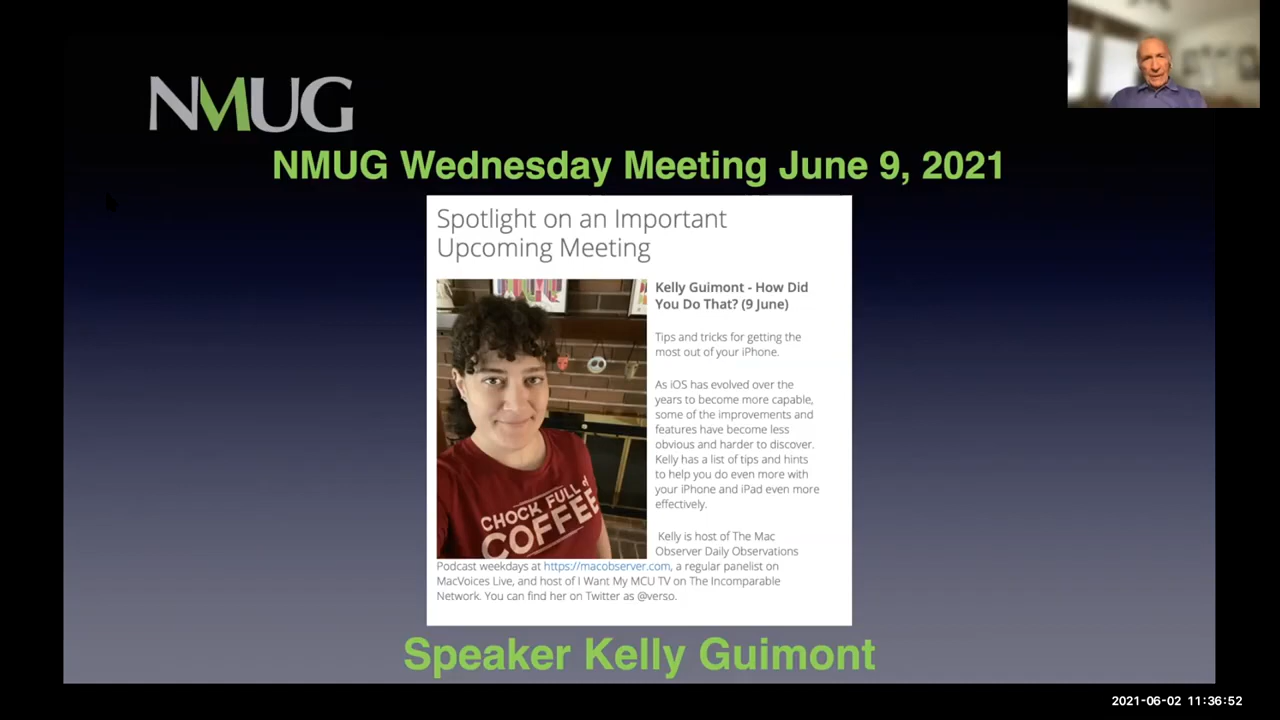 NMUG
NMUG Wednesday Meeting June 9, 2021
Spotlight on an Important
Upcoming Meeting
Kelly Guimont - How Did
You Do That? (9 June)
Tips and tricks for getting the
most out of your iPhone.
As iOS has evolved over the
years to become more capable,
some of the improvements and
features have become less
obvious and harder to discover.
Kelly has a list of tips and hints
to help you do even more with
your iPhone and iPad even more
effectively.
Kelly is host of The Mac
Observer Daily Observations
Podcast weekdays at https://macobserver.com, a regular panelist on
MacVoices Live, and host of I Want My MCU TV on The Incomparable
Network. You can find her on Twitter as @verso.
CHOCK FULL of
COFFEE
Speaker Kelly Guimont
2021-06-02 11:36:52